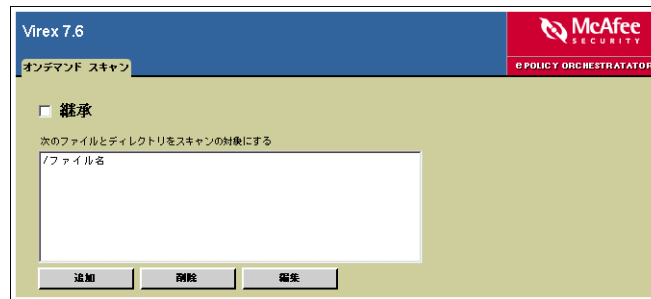 Virex 7.6
McAfee
SECURITY
オンデマンド スキャン
ePOLICY ORCHESTRATATOR
継承
次のファイルとディレクトリをスキャンの対象にする
/ファイル名
追加
削除
編集